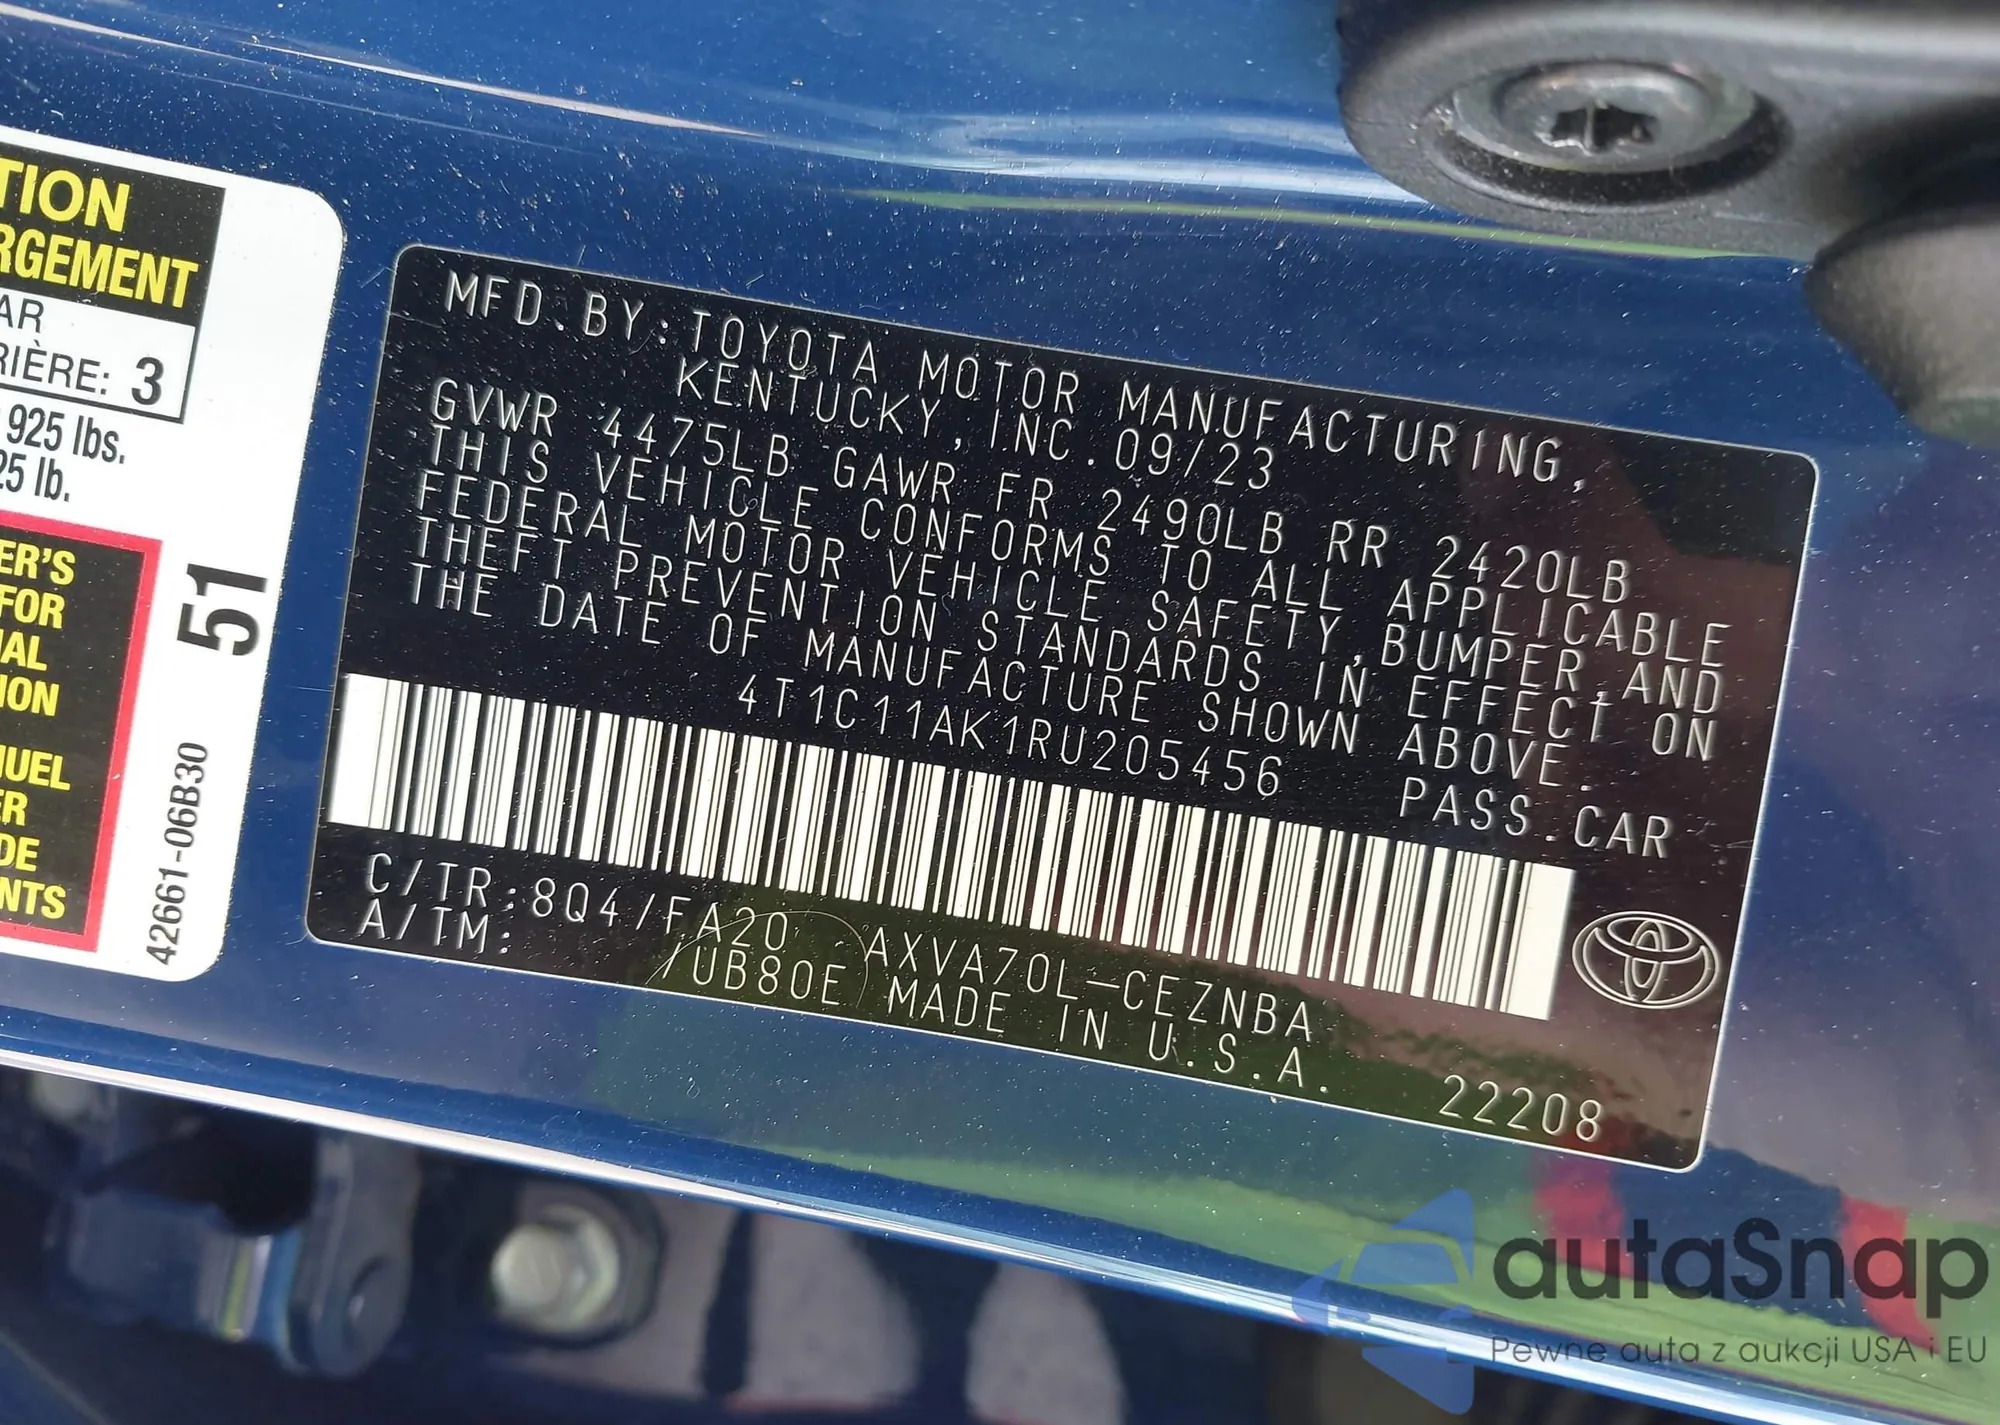 TION
RGEMENT
AR
RIÈRE: 3
925 lbs.
25 lb.
ER'S
FOR
IAL
ION
UEL
ER
DE
NTS
51
42661-06B30
MFD.BY:TOYOTA MOTOR MANUFACTURING,
KENTUCKY,INC.09/23
GVWR 4475LB GAWR FR 2490LB RR 2420LB
THIS VEHICLE CONFORMS TO ALL APPLICABLE
FEDERAL MOTOR VEHICLE SAFETY,BUMPER,AND
THEFT PREVENTION STANDARDS IN EFFECT ON
THE DATE OF MANUFACTURE SHOWN ABOVE.
4T1C11AK1RU205456 PASS.CAR
C/TR:8Q4/FA20 AXVA70L-CEZNBA
A/TM: /UB80E MADE IN U.S.A. 22208
autaSnap
Pewne auta z aukcji USA i EU